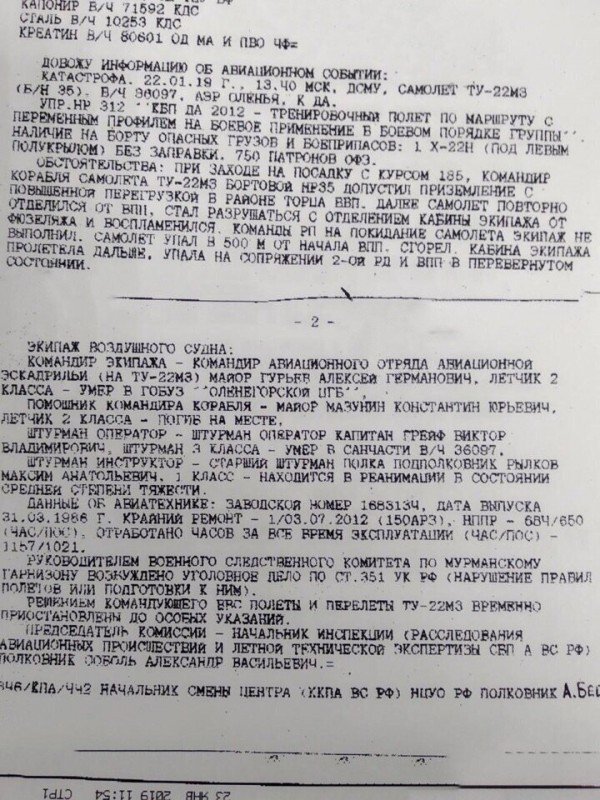 КАПОНИР В/Ч 71592 КЛС
СТАЛЬ В/Ч 10253 КЛС
КРЕАТИН В/Ч 80601 ОД МА И ПВО ЧФ=
ДОВОЖУ ИНФОРМАЦИЮ ОБ АВИАЦИОННОМ СОБЫТИИ:
КАТАСТРОФА. 22.01.19 Г., 13.40 МСК, ДСМУ, САМОЛЕТ ТУ-22М3
(Б/Н 35). В/Ч 36097. АЭР ОЛЕНЬЯ, К ДА.
УПР.НР 312 ''КБП ДА 2012 - ТРЕНИРОВОЧНЫЙ ПОЛЕТ ПО МАРШРУТУ С
ПЕРЕМЕННЫМ ПРОФИЛЕМ НА БОЕВОЕ ПРИМЕНЕНИЕ В БОЕВОМ ПОРЯДКЕ ГРУППЫ''.
НАЛИЧИЕ НА БОРТУ ОПАСНЫХ ГРУЗОВ И БОЕПРИПАСОВ: 1 Х-22Н (ПОД ЛЕВЫМ
ПОЛУКРЫЛОМ) БЕЗ ЗАПРАВКИ. 750 ПАТРОНОВ ОФЗ.
ОБСТОЯТЕЛЬСТВА: ПРИ ЗАХОДЕ НА ПОСАДКУ С КУРСОМ 185, КОМАНДИР
КОРАБЛЯ САМОЛЕТА ТУ-22М3 БОРТОВОЙ НР35 ДОПУСТИЛ ПРИЗЕМЛЕНИЕ С
ПОВЫШЕННОЙ ПЕРЕГРУЗКОЙ В РАЙОНЕ ТОРЦА ВПП. ДАЛЕЕ САМОЛЕТ ПОВТОРНО
ОТДЕЛИЛСЯ ОТ ВПП, СТАЛ РАЗРУШАТЬСЯ С ОТДЕЛЕНИЕМ КАБИНЫ ЭКИПАЖА ОТ
ФЮЗЕЛЯЖА И ВОСПЛАМЕНИЛСЯ. КОМАНДЫ РП НА ПОКИДАНИЕ САМОЛЕТА ЭКИПАЖ НЕ
ВЫПОЛНИЛ. САМОЛЕТ УПАЛ В 500 М ОТ НАЧАЛА ВПП. СГОРЕЛ. КАБИНА ЭКИПАЖА
ПРОЛЕТЕЛА ДАЛЬШЕ, УПАЛА НА СОПРЯЖЕНИИ 2-ОЙ РД И ВПП В ПЕРЕВЕРНУТОМ
СОСТОЯНИИ.
- 2 -
ЭКИПАЖ ВОЗДУШНОГО СУДНА:
КОМАНДИР ЭКИПАЖА - КОМАНДИР АВИАЦИОННОГО ОТРЯДА АВИАЦИОННОЙ
ЭСКАДРИЛЬИ (НА ТУ-22М3) МАЙОР ГУРЬЕВ АЛЕКСЕЙ ГЕРМАНОВИЧ, ЛЕТЧИК 2
КЛАССА - УМЕР В ГОБУЗ ''ОЛЕНЕГОРСКОЙ ЦГБ''.
ПОМОШНИК КОМАНДИРА КОРАБЛЯ - МАЙОР МАЗУНИН КОНСТАНТИН ЮРЬЕВИЧ,
ЛЕТЧИК 2 КЛАССА - ПОГИБ НА МЕСТЕ.
ШТУРМАН ОПЕРАТОР - ШТУРМАН ОПЕРАТОР КАПИТАН ГРЕЙФ ВИКТОР
ВЛАДИМИРОВИЧ, ШТУРМАН 3 КЛАССА - УМЕР В САНЧАСТИ В/Ч 36097.
ШТУРМАН ИНСТРУКТОР - СТАРШИЙ ШТУРМАН ПОЛКА ПОДПОЛКОВНИК РЫЛКОВ
МАКСИМ АНАТОЛЬЕВИЧ, 1 КЛАСС - НАХОДИТСЯ В РЕАНИМАЦИИ В СОСТОЯНИИ
СРЕДНЕЙ СТЕПЕНИ ТЯЖЕСТИ.
ДАННЫЕ ОБ АВИАТЕХНИКЕ: ЗАВОДСКОЙ НОМЕР 1683134, ДАТА ВЫПУСКА
31.03.1986 Г. КРАЙНИЙ РЕМОНТ - 1/03.07.2012 (150АРЗ), НППР - 68Ч/650
(ЧАС/ПОС), ОТРАБОТАНО ЧАСОВ ЗА ВСЕ ВРЕМЯ ЭКСПЛУАТАЦИИ (ЧАС/ПОС) -
1157/1021.
РУКОВОДИТЕЛЕМ ВОЕННОГО СЛЕДСТВЕННОГО КОМИТЕТА ПО МУРМАНСКОМУ
ГАРНИЗОНУ ВОЗБУЖДЕНО УГОЛОВНОЕ ДЕЛО ПО СТ.351 УК РФ (НАРУШЕНИЕ ПРАВИЛ
ПОЛЕТОВ ИЛИ ПОДГОТОВКИ К НИМ).
РЕШЕНИЕМ КОМАНДУЮЩЕГО ВВС ПОЛЕТЫ И ПЕРЕЛЕТЫ ТУ-22М3 ВРЕМЕННО
ПРИОСТАНОВЛЕНЫ ДО ОСОБЫХ УКАЗАНИЙ.
ПРЕДСЕДАТЕЛЬ КОМИССИИ - НАЧАЛЬНИК ИНСПЕКЦИИ (РАССЛЕДОВАНИЯ
АВИАЦИОННЫХ ПРОИСШЕСТВИЙ И ЛЕТНОЙ ТЕХНИЧЕСКОЙ ЭКСПЕРТИЗЫ СБП А ВС РФ)
ПОЛКОВНИК СОБОЛЬ АЛЕКСАНДР ВАСИЛЬЕВИЧ.=
НАЧАЛЬНИК СМЕНЫ ЦЕНТРА (ККПА ВС РФ) НЦУО РФ ПОЛКОВНИК А.
23 ЯНВ 2019 11:54 СТР1